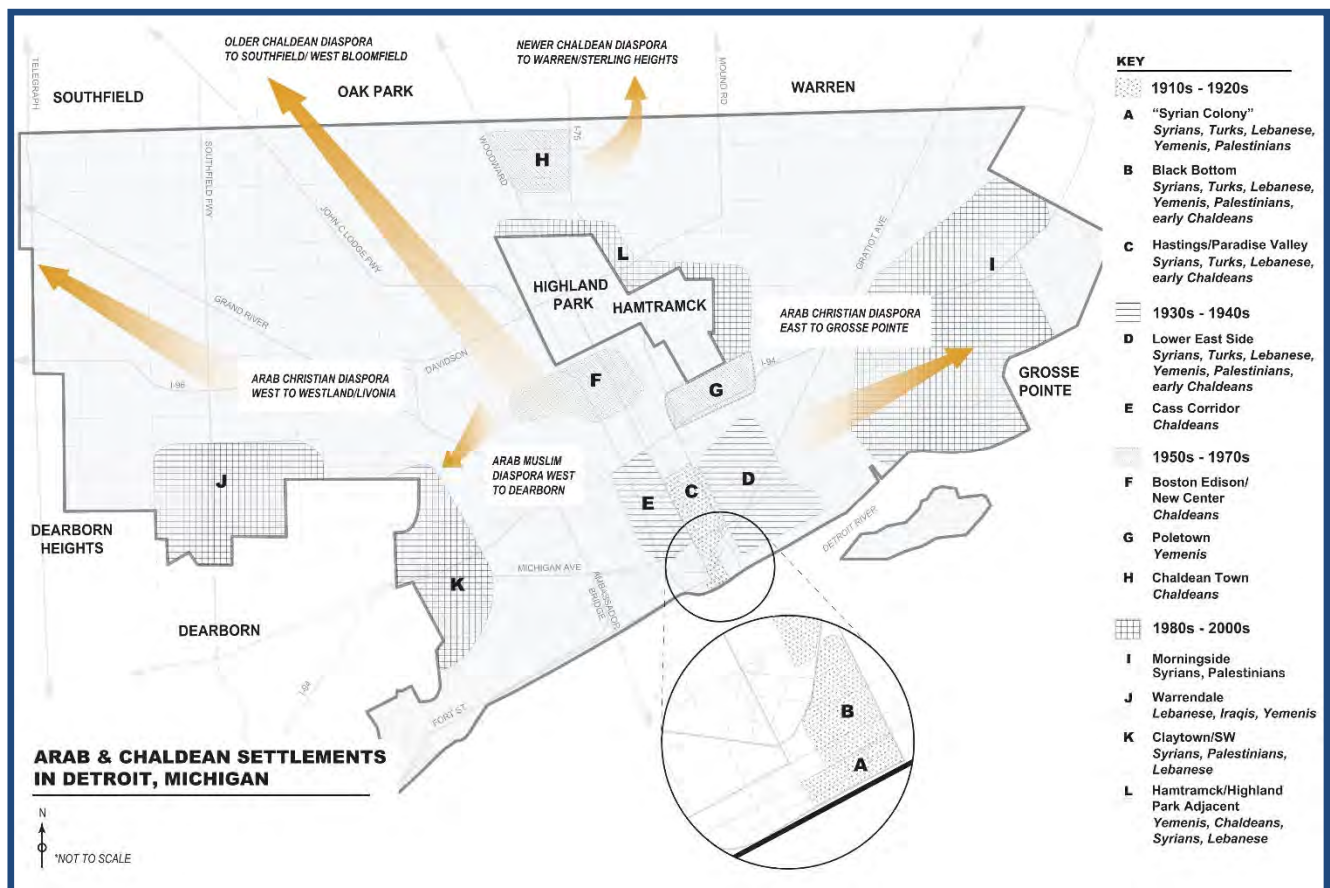 OLDER CHALDEAN DIASPORA
TO SOUTHFIELD/ WEST BLOOMFIELD
NEWER CHALDEAN DIASPORA
TO WARREN/STERLING HEIGHTS
TELEGRAPH
SOUTHFIELD
OAK PARK
MOUND RD
WARREN
SOUTHFIELD FWY
WOODWARD
I-75
H
JOHN C LODGE FWY
L
GRATIOT AVE
I
HIGHLAND
PARK
HAMTRAMCK
GRAND RIVER
ARAB CHRISTIAN DIASPORA
EAST TO GROSSE POINTE
DAVIDSON
I-94
I-96
ARAB CHRISTIAN DIASPORA
WEST TO WESTLAND/LIVONIA
F
G
GROSSE
POINTE
ARAB MUSLIM
DIASPORA WEST
TO DEARBORN
J
E
C
D
DEARBORN
HEIGHTS
DETROIT RIVER
MICHIGAN AVE
K
AMBASSADOR
BRIDGE
DEARBORN
I-94
FORT ST.
B
A
ARAB & CHALDEAN SETTLEMENTS
IN DETROIT, MICHIGAN
N
*NOT TO SCALE
KEY
1910s - 1920s
A "Syrian Colony"
Syrians, Turks, Lebanese,
Yemenis, Palestinians
B Black Bottom
Syrians, Turks, Lebanese,
Yemenis, Palestinians,
early Chaldeans
C Hastings/Paradise Valley
Syrians, Turks, Lebanese,
early Chaldeans
1930s - 1940s
D Lower East Side
Syrians, Turks, Lebanese,
Yemenis, Palestinians,
early Chaldeans
E Cass Corridor
Chaldeans
1950s - 1970s
F Boston Edison/
New Center
Chaldeans
G Poletown
Yemenis
H Chaldean Town
Chaldeans
1980s - 2000s
I Morningside
Syrians, Palestinians
J Warrendale
Lebanese, Iraqis, Yemenis
K Claytown/SW
Syrians, Palestinians,
Lebanese
L Hamtramck/Highland
Park Adjacent
Yemenis, Chaldeans,
Syrians, Lebanese